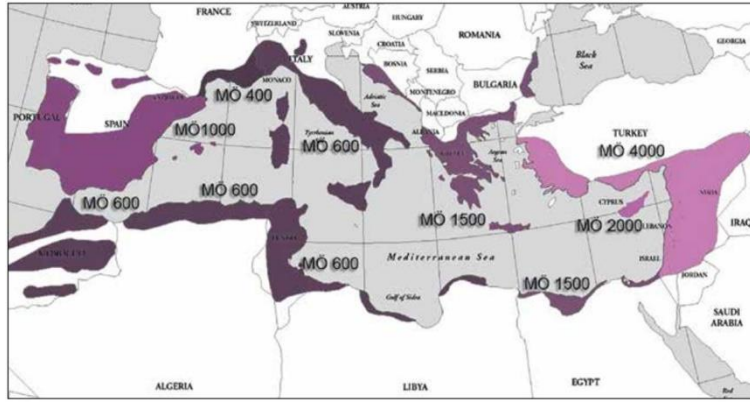 AUSTRIA
FRANCE
SWITZERLAND
HUNGARY
SLOVENIA
ROMANIA
CROATIA
GEORGIA
BOSNIA
Black
Sea
ITALY
SERBIA
MONACO
BULGARIA
MONTENEGRO
MÖ 400
Adriatic
Sea
MACEDONIA
PORTUGAL
SPAIN
MÖ1000
Tyrrhenian
ALBANIA
TURKEY
MÖ 600
MÖ 4000
Aegean
Sea
MÖ 600
MÖ 600
SYRIA
CYPRUS
MÖ 1500
MÖ 2000
LEBANON
IRAQ
MÖ 600
Mediterranean Sea
ISRAEL
MÖ 1500
JORDAN
Gulf of Sidra
SAUDI
ARABIA
ALGERIA
LIBYA
EGYPT
Red